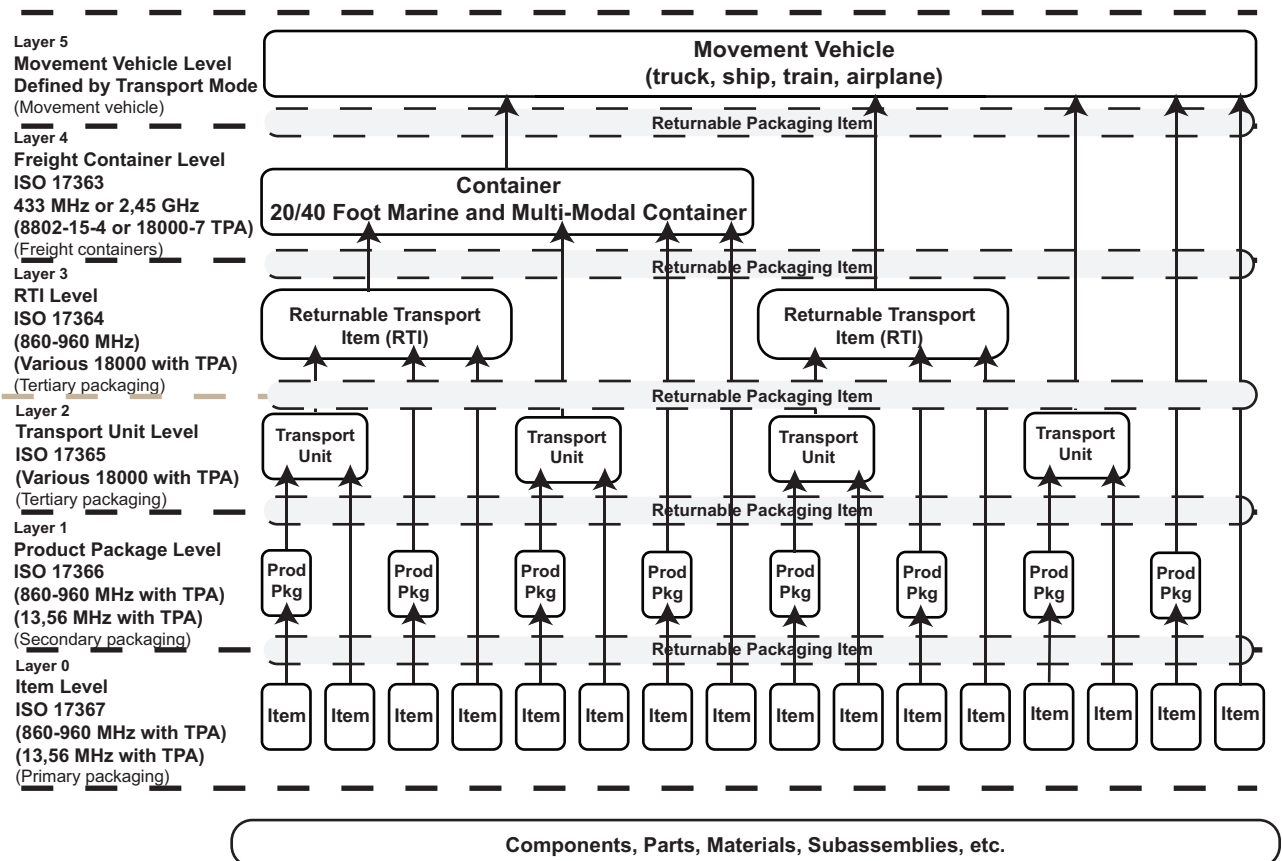 Layer 5
Movement Vehicle Level
Defined by Transport Mode
(Movement vehicle)
Movement Vehicle
(truck, ship, train, airplane)
Returnable Packaging Item
Layer 4
Freight Container Level
ISO 17363
433 MHz or 2,45 GHz
(8802-15-4 or 18000-7 TPA)
(Freight containers)
Container
20/40 Foot Marine and Multi-Modal Container
Returnable Packaging Item
Layer 3
RTI Level
ISO 17364
(860-960 MHz)
(Various 18000 with TPA)
(Tertiary packaging)
Returnable Transport
Item (RTI)
Returnable Transport
Item (RTI)
Returnable Packaging Item
Layer 2
Transport Unit Level
ISO 17365
(Various 18000 with TPA)
(Tertiary packaging)
Transport
Unit
Transport
Unit
Transport
Unit
Transport
Unit
Returnable Packaging Item
Layer 1
Product Package Level
ISO 17366
(860-960 MHz with TPA)
(13,56 MHz with TPA)
(Secondary packaging)
Prod
Pkg
Prod
Pkg
Prod
Pkg
Prod
Pkg
Prod
Pkg
Prod
Pkg
Prod
Pkg
Prod
Pkg
Returnable Packaging Item
Layer 0
Item Level
ISO 17367
(860-960 MHz with TPA)
(13,56 MHz with TPA)
(Primary packaging)
Item Item Item Item Item Item Item Item Item Item Item Item Item Item Item Item
Components, Parts, Materials, Subassemblies, etc.